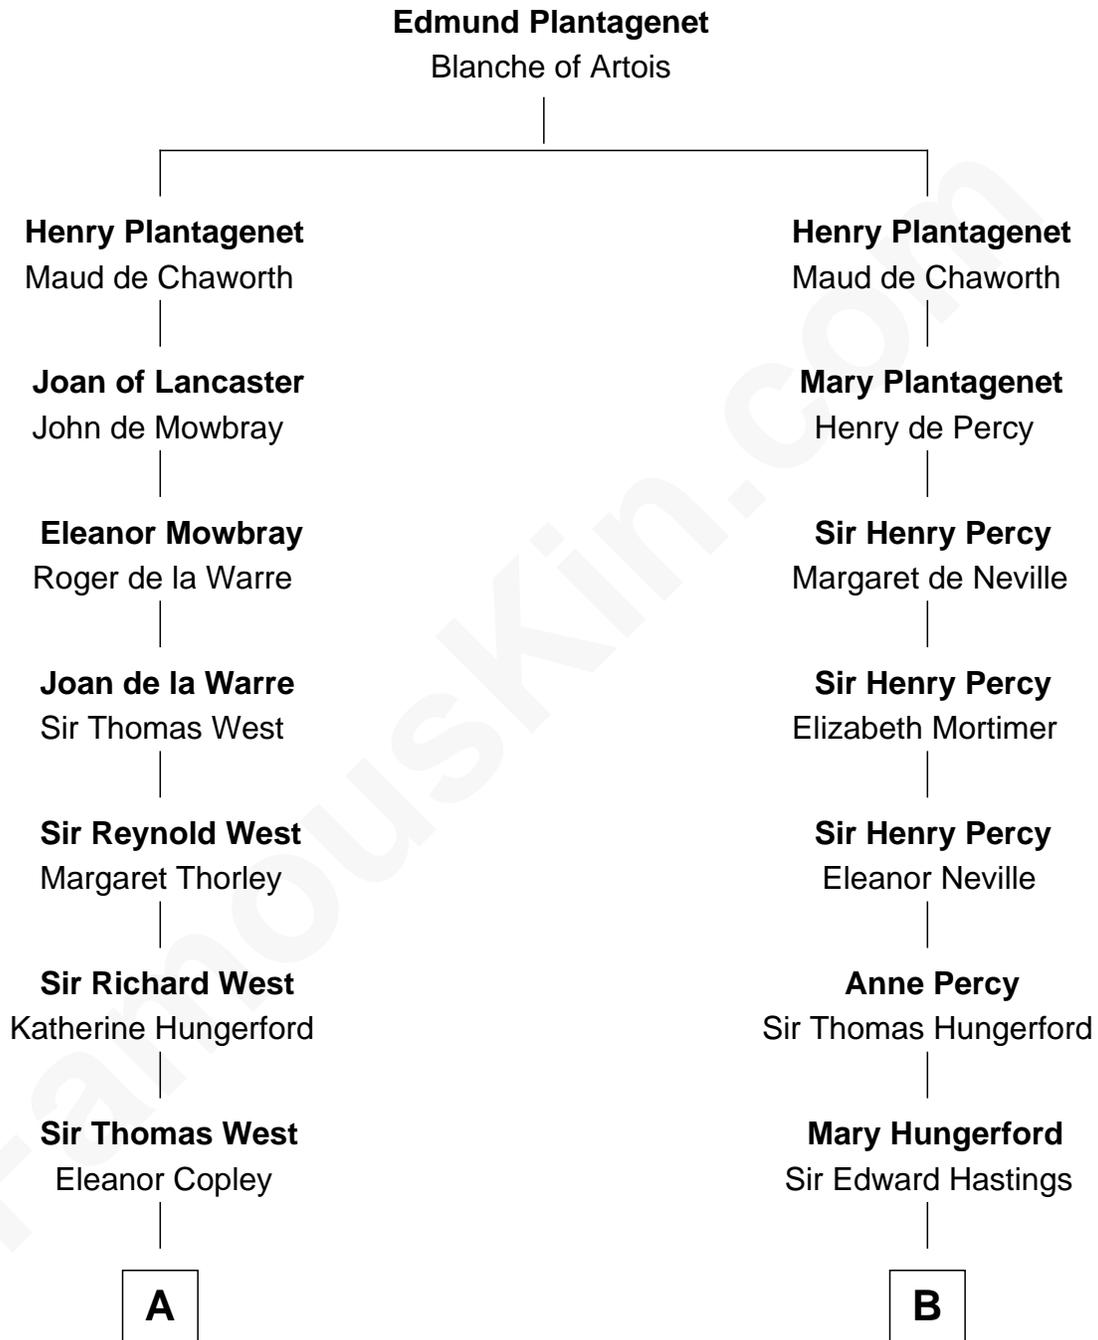 Edmund Plantagenet
Blanche of Artois
Henry Plantagenet
Maud de Chaworth
Joan of Lancaster
John de Mowbray
Eleanor Mowbray
Roger de la Warre
Joan de la Warre
Sir Thomas West
Sir Reynold West
Margaret Thorley
Sir Richard West
Katherine Hungerford
Sir Thomas West
Eleanor Copley
A
Henry Plantagenet
Maud de Chaworth
Mary Plantagenet
Henry de Percy
Sir Henry Percy
Margaret de Neville
Sir Henry Percy
Elizabeth Mortimer
Sir Henry Percy
Eleanor Neville
Anne Percy
Sir Thomas Hungerford
Mary Hungerford
Sir Edward Hastings
B
FamousKin.com